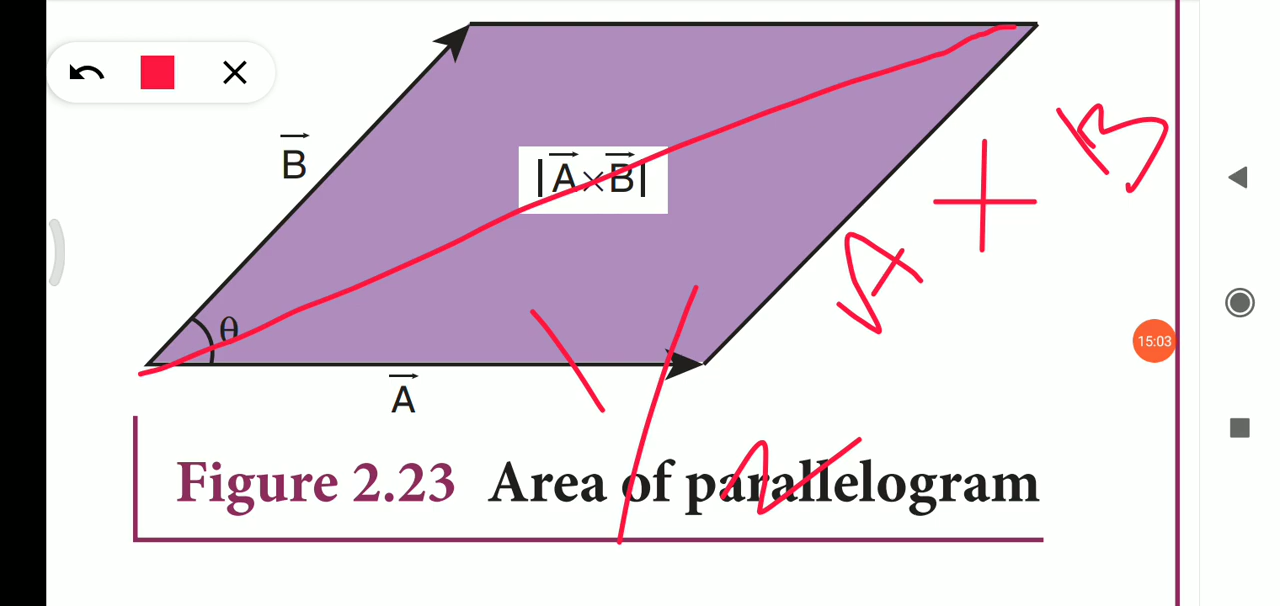 B
|A×B|
A + B
θ
15:03
A
1/2
Figure 2.23 Area of parallelogram